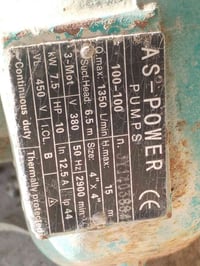 AS-POWER
PUMPS
100-100 n.
Q.max: 1350 L/min H.max 15 m
Suct.Head: 6.5 m Size: 4"x 4"
3~Mot V 380 50 Hz 2900 min
kW 7.5 HP 10 In 12.5 A Ip 44
VL 450 V I.CL. B Thermally protected
Continuous duty
CE